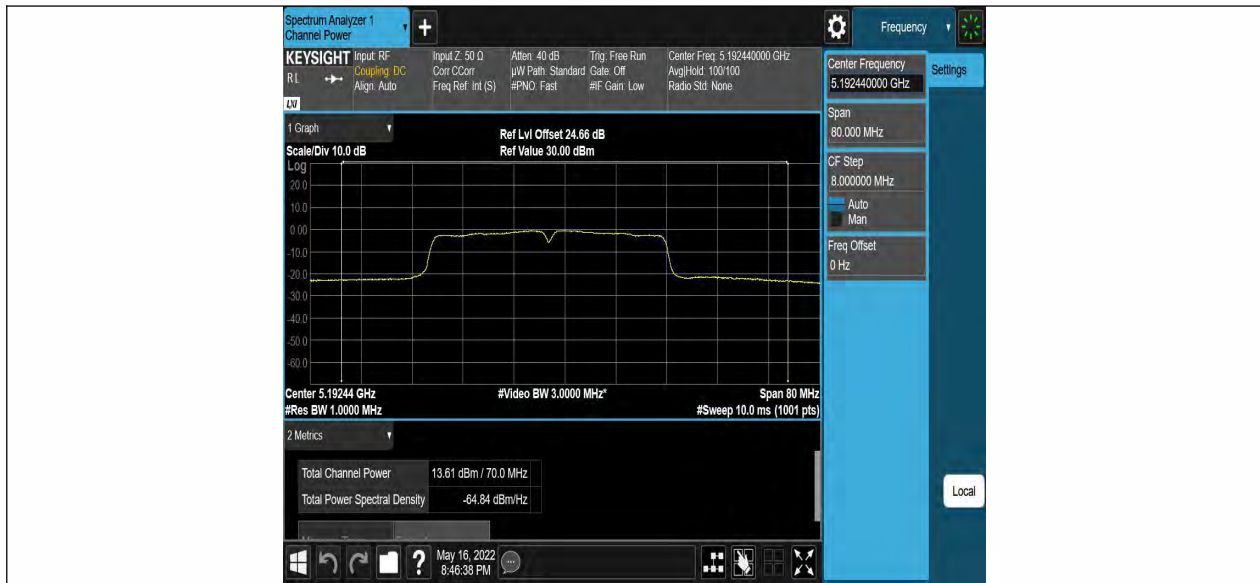 Spectrum Analyzer 1
Channel Power
+
Frequency
KEYSIGHT
RL
LXI
Input: RF
Coupling: DC
Align: Auto
Input Z: 50 Ω
Corr CCorr
Freq Ref: Int (S)
Atten: 40 dB
µW Path: Standard
#PNO: Fast
Trig: Free Run
Gate: Off
#IF Gain: Low
Center Freq: 5.192440000 GHz
Avg|Hold: 100/100
Radio Std: None
Center Frequency
5.192440000 GHz
Settings
Span
80.000 MHz
CF Step
8.000000 MHz
Auto
Man
Freq Offset
0 Hz
1 Graph
Scale/Div 10.0 dB
Ref Lvl Offset 24.66 dB
Ref Value 30.00 dBm
Log
20.0
10.0
0.00
-10.0
-20.0
-30.0
-40.0
-50.0
-60.0
Center 5.19244 GHz
#Video BW 3.0000 MHz*
Span 80 MHz
#Res BW 1.0000 MHz
#Sweep 10.0 ms (1001 pts)
2 Metrics
Total Channel Power 13.61 dBm / 70.0 MHz
Total Power Spectral Density -64.84 dBm/Hz
Local
?
May 16, 2022
8:46:38 PM